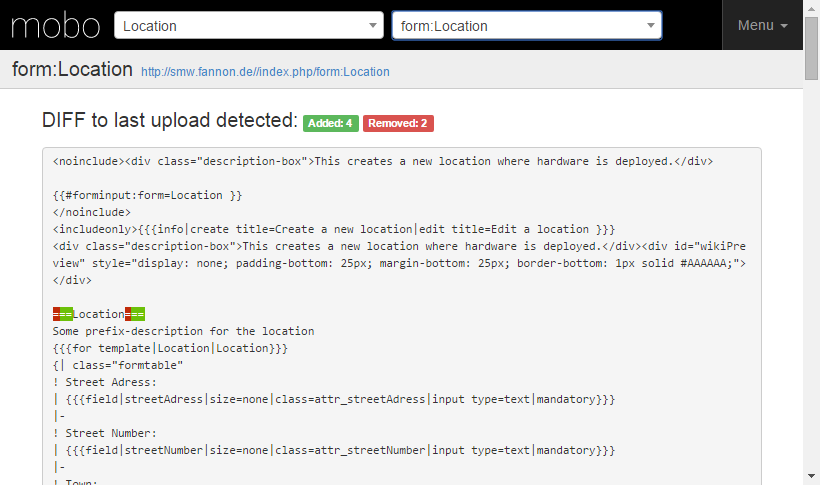 mobo Location form:Location Menu
form:Location http://smw.fannon.de//index.php/form:Location
DIFF to last upload detected: Added: 4 Removed: 2
<noinclude><div class="description-box">This creates a new location where hardware is deployed.</div>
{{#forminput:form=Location }}
</noinclude>
<includeonly>{{{info|create title=Create a new location|edit title=Edit a location }}}
<div class="description-box">This creates a new location where hardware is deployed.</div><div id="wikiPre
view" style="display: none; padding-bottom: 25px; margin-bottom: 25px; border-bottom: 1px solid #AAAAAA;">
</div>
===Location===
Some prefix-description for the location
{{{for template|Location|Location}}}
{| class="formtable"
! Street Adress:
| {{{field|streetAdress|size=none|class=attr_streetAdress|input type=text|mandatory}}}
|-
! Street Number:
| {{{field|streetNumber|size=none|class=attr_streetNumber|input type=text|mandatory}}}
|-
! Town: